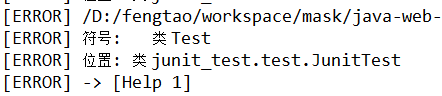 [ERROR] /D:/fengtao/workspace/mask/java-web-
[ERROR] 符号:   类 Test
[ERROR] 位置: 类 junit_test.test.JunitTest
[ERROR] -> [Help 1]